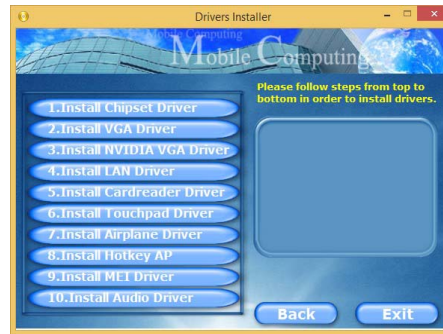 Drivers Installer
Mobile Computing
Mobile Computing
Please follow steps from top to
bottom in order to install drivers.
1.Install Chipset Driver
2.Install VGA Driver
3.Install NVIDIA VGA Driver
4.Install LAN Driver
5.Install Cardreader Driver
6.Install Touchpad Driver
7.Install Airplane Driver
8.Install Hotkey AP
9.Install MEI Driver
10.Install Audio Driver
Back
Exit